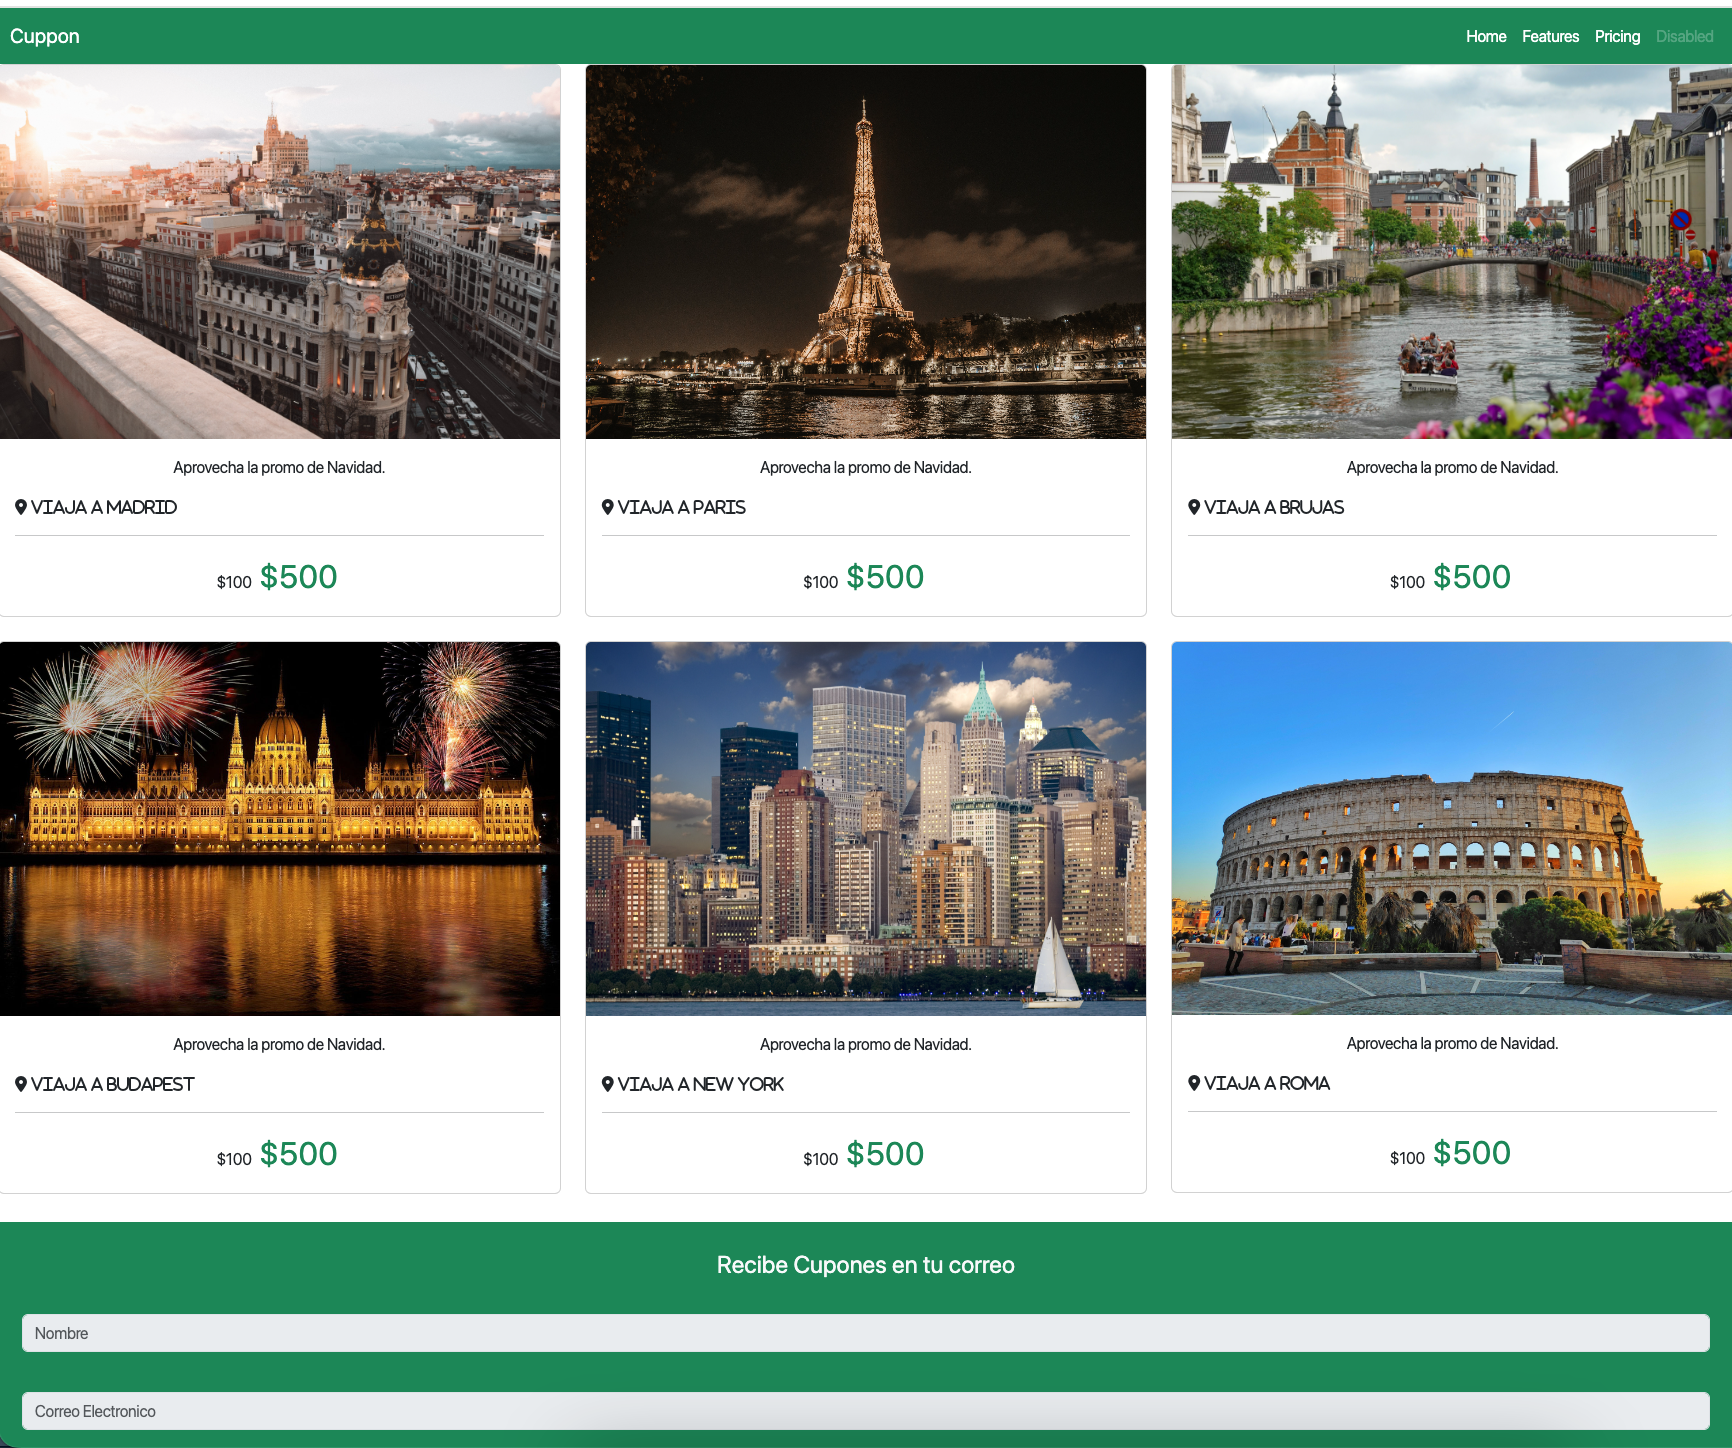 Cuppon
Home Features Pricing Disabled
Aprovecha la promo de Navidad.
VIAJA A MADRID
$100 $500
Aprovecha la promo de Navidad.
VIAJA A PARIS
$100 $500
Aprovecha la promo de Navidad.
VIAJA A BRUJAS
$100 $500
Aprovecha la promo de Navidad.
VIAJA A BUDAPEST
$100 $500
Aprovecha la promo de Navidad.
VIAJA A NEW YORK
$100 $500
Aprovecha la promo de Navidad.
VIAJA A ROMA
$100 $500
Recibe Cupones en tu correo
Nombre
Correo Electronico